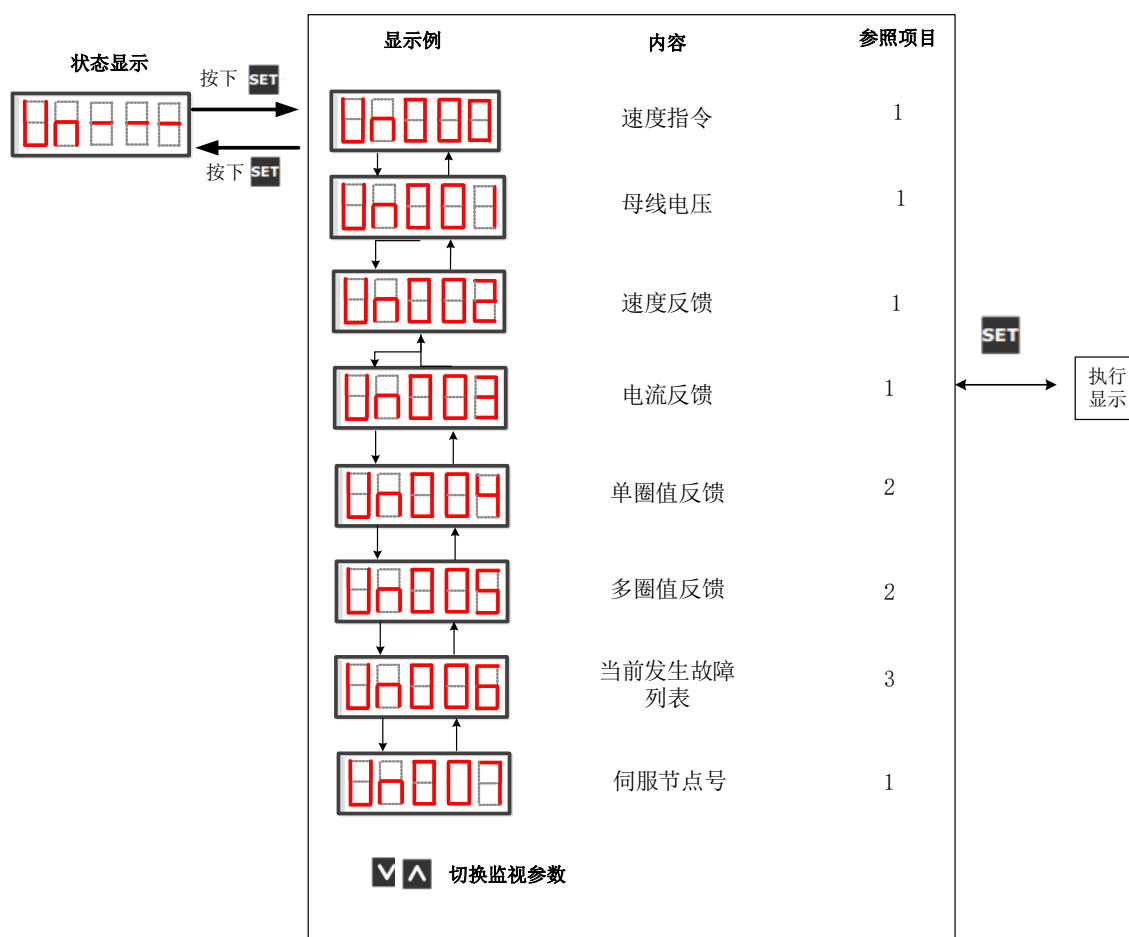 显示例 内容 参照项目
状态显示
按下 SET
Un---
按下 SET
Un000 速度指令 1
Un001 母线电压 1
Un002 速度反馈 1
SET
Un003 电流反馈 1
执行
显示
Un004 单圈值反馈 2
Un005 多圈值反馈 2
Un006 当前发生故障
列表 3
Un007 伺服节点号 1
切换监视参数